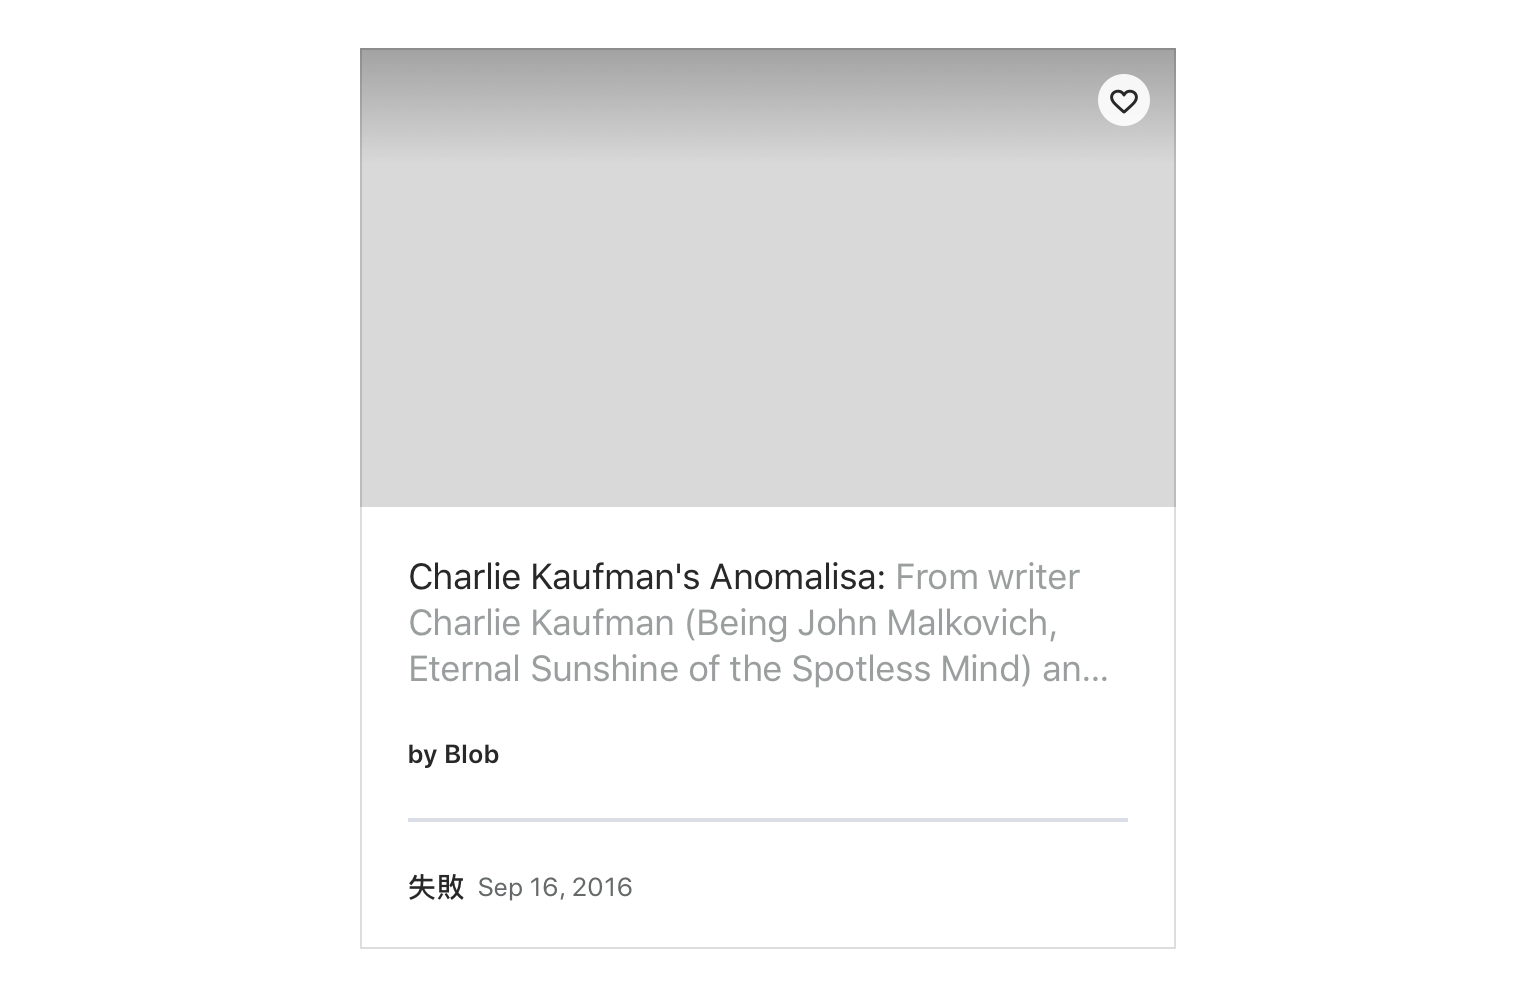 Charlie Kaufman's Anomalisa: From writer
Charlie Kaufman (Being John Malkovich,
Eternal Sunshine of the Spotless Mind) an...
by Blob
失敗 Sep 16, 2016